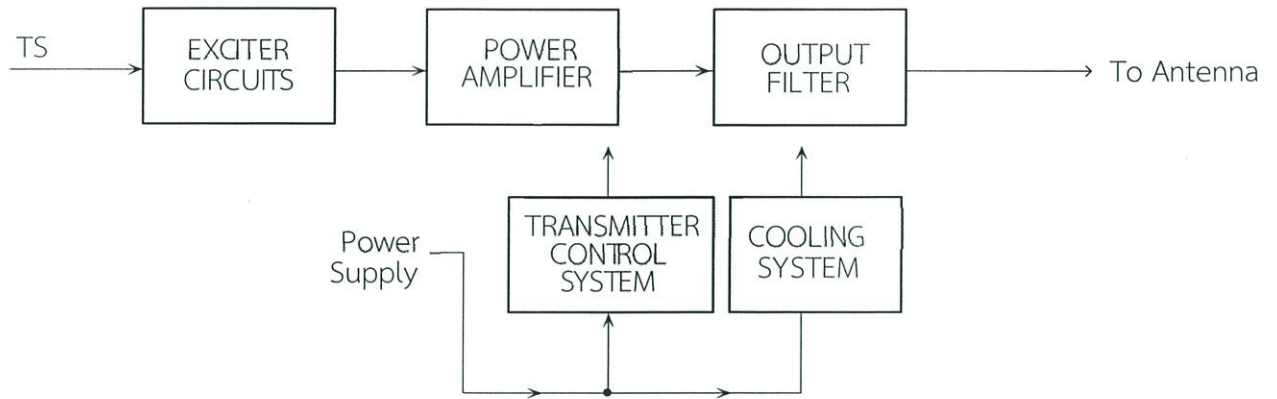 TS
EXCITER
CIRCUITS
POWER
AMPLIFIER
OUTPUT
FILTER
To Antenna
Power
Supply
TRANSMITTER
CONTROL
SYSTEM
COOLING
SYSTEM